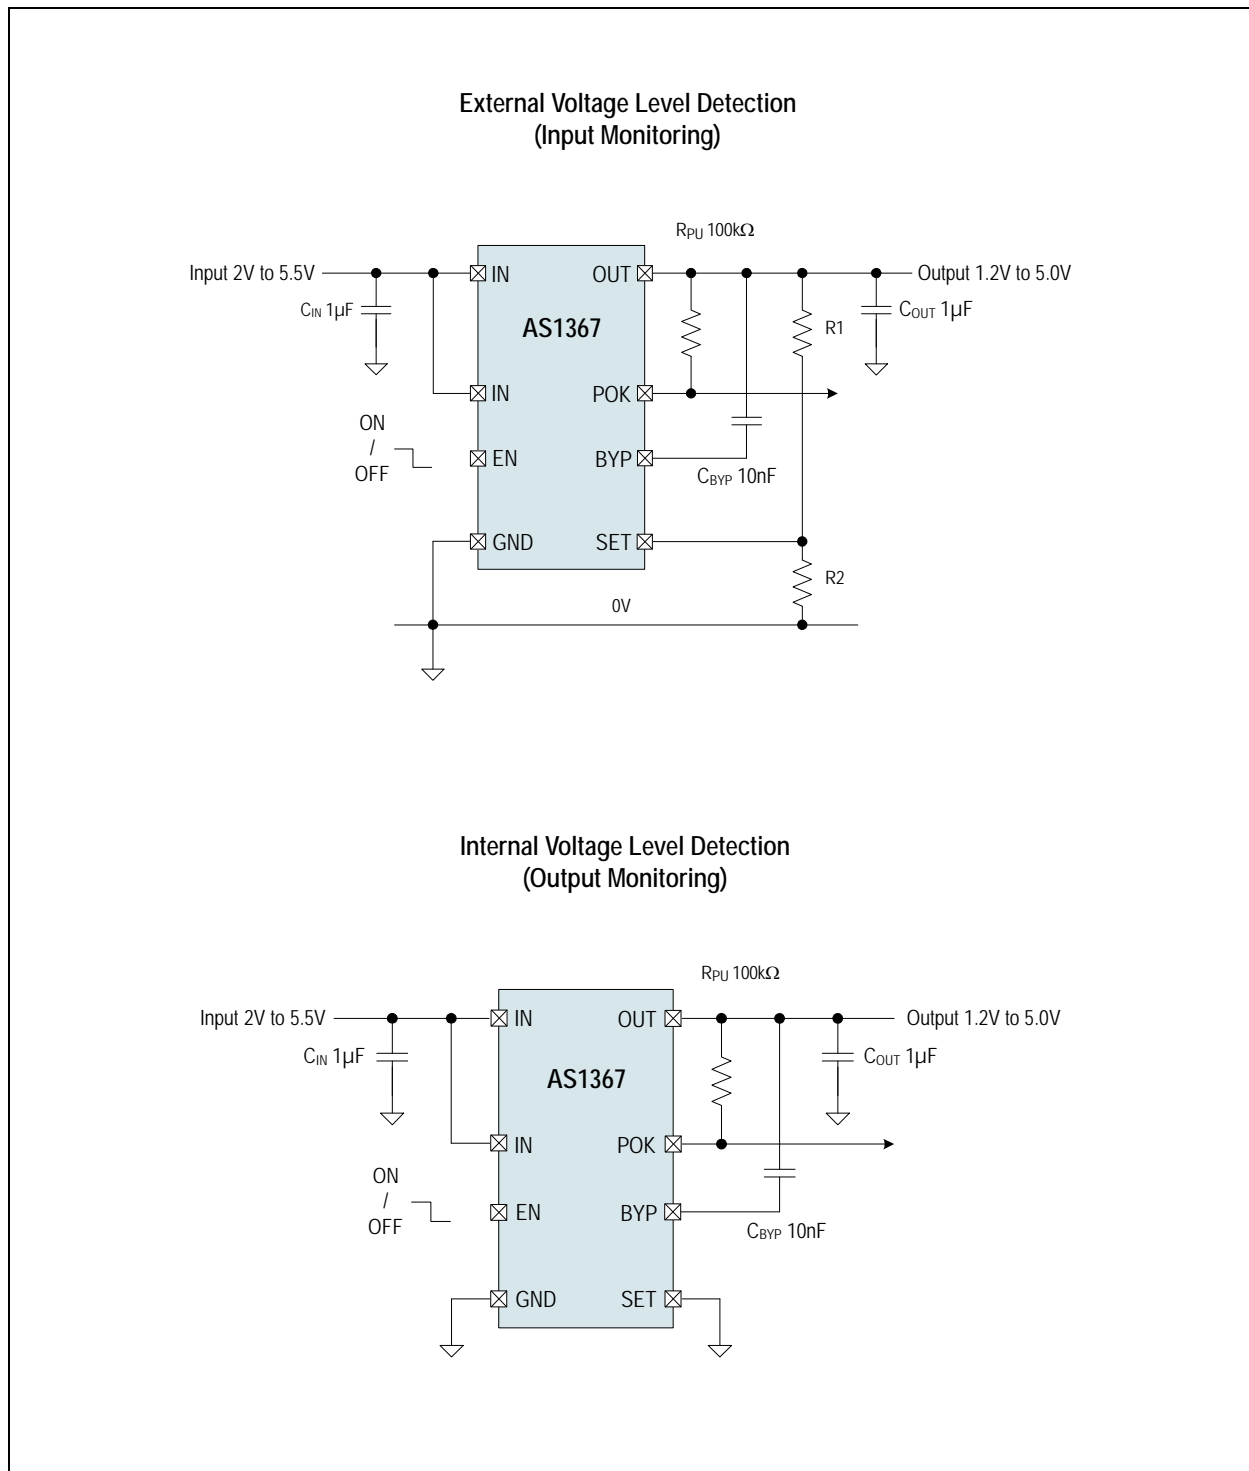 External Voltage Level Detection
(Input Monitoring)
RPU 100kΩ
Input 2V to 5.5V
IN
OUT
Output 1.2V to 5.0V
CIN 1µF
AS1367
R1
COUT 1µF
IN
POK
ON
/
OFF
EN
BYP
CBYP 10nF
GND
SET
R2
0V
Internal Voltage Level Detection
(Output Monitoring)
RPU 100kΩ
Input 2V to 5.5V
IN
OUT
Output 1.2V to 5.0V
CIN 1µF
COUT 1µF
AS1367
IN
POK
ON
/
OFF
EN
BYP
CBYP 10nF
GND
SET